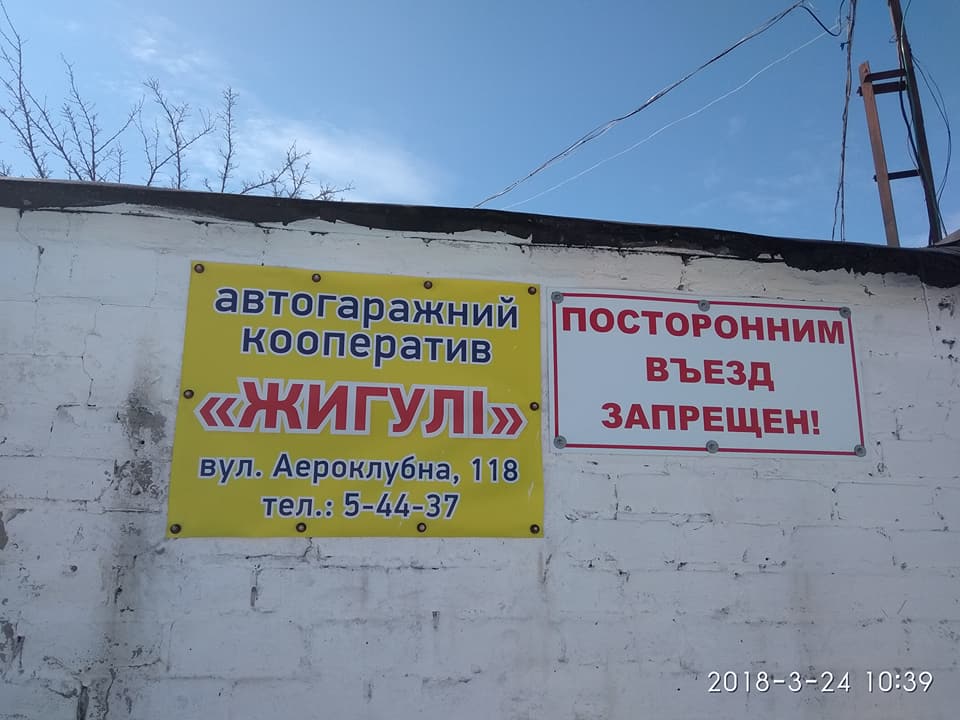 автогаражний
кооператив
«ЖИГУЛІ»
вул. Аероклубна, 118
тел.: 5-44-37
ПОСТОРОННИМ
ВЪЕЗД
ЗАПРЕЩЕН!
2018-3-24 10:39